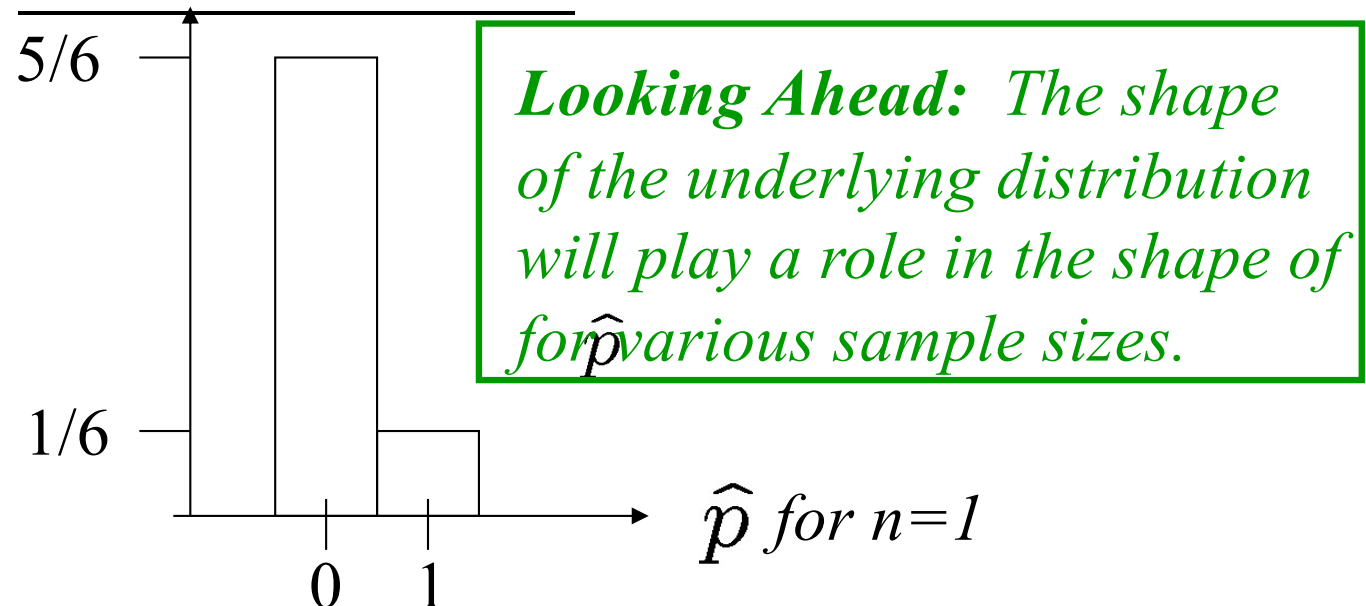 5/6
Looking Ahead: The shape
of the underlying distribution
will play a role in the shape of
for p̂ various sample sizes.
1/6
p̂ for n=1
0 1